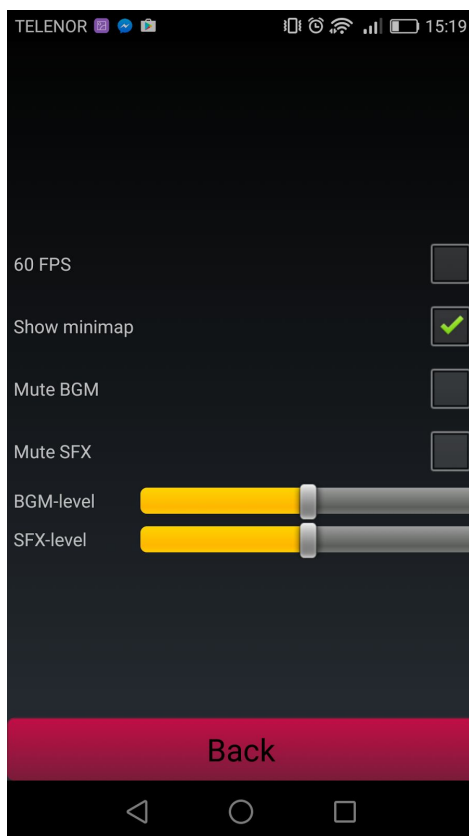 TELENOR 15:19
60 FPS
Show minimap
Mute BGM
Mute SFX
BGM-level
SFX-level
Back